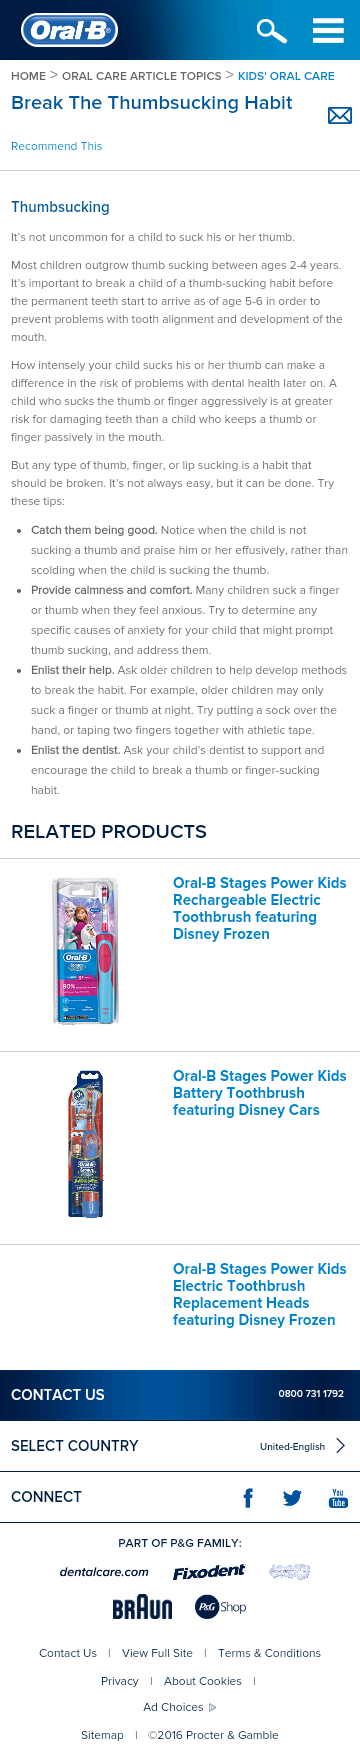 Oral-B
HOME > ORAL CARE ARTICLE TOPICS > KIDS' ORAL CARE
Break The Thumbsucking Habit
Recommend This
Thumbsucking
It's not uncommon for a child to suck his or her thumb.
Most children outgrow thumb sucking between ages 2-4 years.
It's important to break a child of a thumb-sucking habit before
the permanent teeth start to arrive as of age 5-6 in order to
prevent problems with tooth alignment and development of the
mouth.
How intensely your child sucks his or her thumb can make a
difference in the risk of problems with dental health later on. A
child who sucks the thumb or finger aggressively is at greater
risk for damaging teeth than a child who keeps a thumb or
finger passively in the mouth.
But any type of thumb, finger, or lip sucking is a habit that
should be broken. It's not always easy, but it can be done. Try
these tips:
• Catch them being good. Notice when the child is not
sucking a thumb and praise him or her effusively, rather than
scolding when the child is sucking the thumb.
• Provide calmness and comfort. Many children suck a finger
or thumb when they feel anxious. Try to determine any
specific causes of anxiety for your child that might prompt
thumb sucking, and address them.
• Enlist their help. Ask older children to help develop methods
to break the habit. For example, older children may only
suck a finger or thumb at night. Try putting a sock over the
hand, or taping two fingers together with athletic tape.
• Enlist the dentist. Ask your child's dentist to support and
encourage the child to break a thumb or finger-sucking
habit.
RELATED PRODUCTS
Oral-B
90%
Oral-B Stages Power Kids
Rechargeable Electric
Toothbrush featuring
Disney Frozen
Oral-B
Oral-B Stages Power Kids
Battery Toothbrush
featuring Disney Cars
Oral-B Stages Power Kids
Electric Toothbrush
Replacement Heads
featuring Disney Frozen
CONTACT US 0800 731 1792
SELECT COUNTRY United-English
CONNECT You Tube
PART OF P&G FAMILY:
dentalcare.com Fixodent
BRAUN P&G Shop
Contact Us | View Full Site | Terms & Conditions
Privacy | About Cookies |
Ad Choices
Sitemap | ©2016 Procter & Gamble